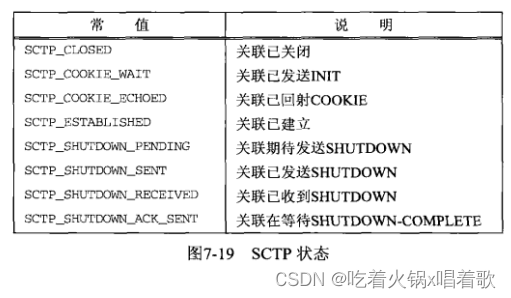 常 值 说 明
SCTP_CLOSED 关联已关闭
SCTP_COOKIE_WAIT 关联已发送INIT
SCTP_COOKIE_ECHOED 关联已回射COOKIE
SCTP_ESTABLISHED 关联已建立
SCTP_SHUTDOWN_PENDING 关联期待发送SHUTDOWN
SCTP_SHUTDOWN_SENT 关联已发送SHUTDOWN
SCTP_SHUTDOWN_RECEIVED 关联已收到SHUTDOWN
SCTP_SHUTDOWN_ACK_SENT 关联在等待SHUTDOWN-COMPLETE
图7-19 SCTP 状态
CSDN @吃着火锅x唱着歌